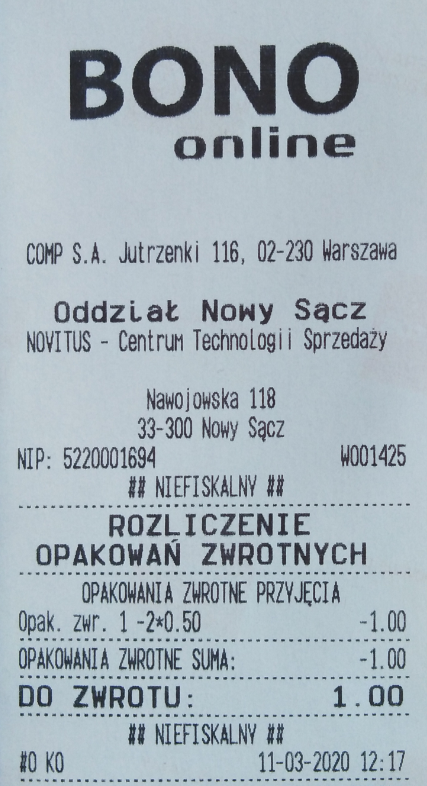 BONO
online
COMP S.A. Jutrzenki 116, 02-230 Warszawa
Oddział Nowy Sącz
NOVITUS - Centrum Technologii Sprzedaży
Nawojowska 118
33-300 Nowy Sącz
NIP: 5220001694 W001425
## NIEFISKALNY ##
ROZLICZENIE
OPAKOWAŃ ZWROTNYCH
OPAKOWANIA ZWROTNE PRZYJĘCIA
Opak. zwr. 1 -2*0.50 -1.00
OPAKOWANIA ZWROTNE SUMA: -1.00
DO ZWROTU: 1.00
## NIEFISKALNY ##
#0 KO 11-03-2020 12:17